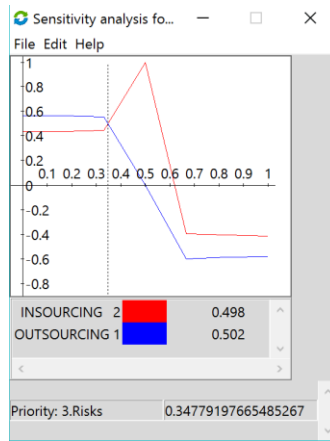 Sensitivity analysis fo...
File Edit Help
1
0.8
0.6
0.4
0.2
0.1 0.2 0.3 0.4 0.5 0.6 0.7 0.8 0.9 1
0
-0.2
-0.4
-0.6
-0.8
INSOURCING 2 0.498
OUTSOURCING 1 0.502
Priority: 3.Risks 0.34779197665485267